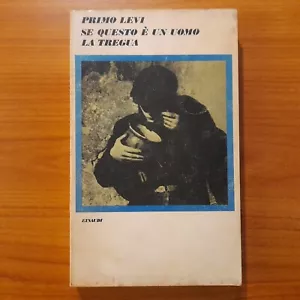 PRIMO LEVI
SE QUESTO È UN UOMO
LA TREGUA
EINAUDI